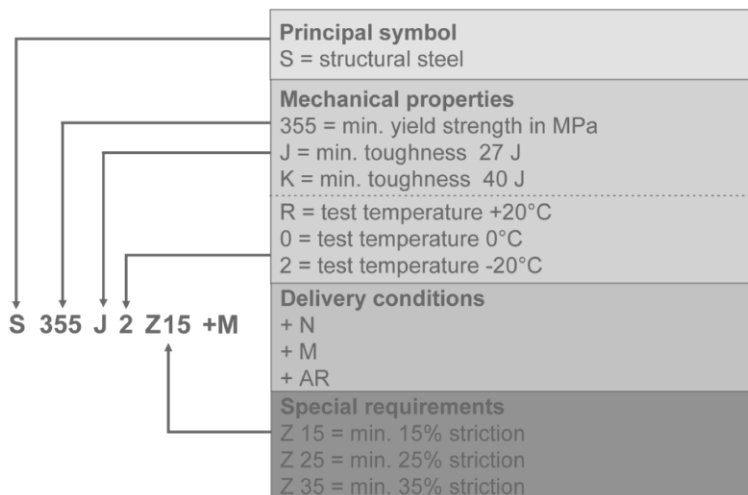 Principal symbol
S = structural steel
Mechanical properties
355 = min. yield strength in MPa
J = min. toughness 27 J
K = min. toughness 40 J
R = test temperature +20°C
0 = test temperature 0°C
2 = test temperature -20°C
S 355 J 2 Z15 +M
Delivery conditions
+ N
+ M
+ AR
Special requirements
Z 15 = min. 15% striction
Z 25 = min. 25% striction
Z 35 = min. 35% striction